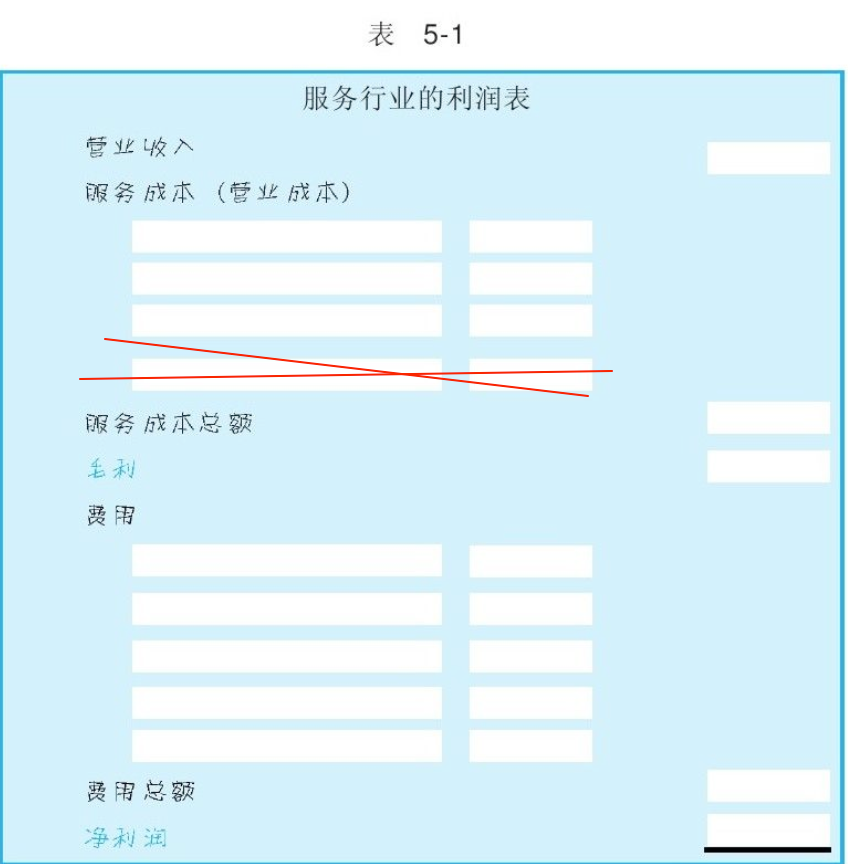 表 5-1
服务行业的利润表
营业收入
服务成本（营业成本）
服务成本总额
毛利
费用
费用总额
净利润